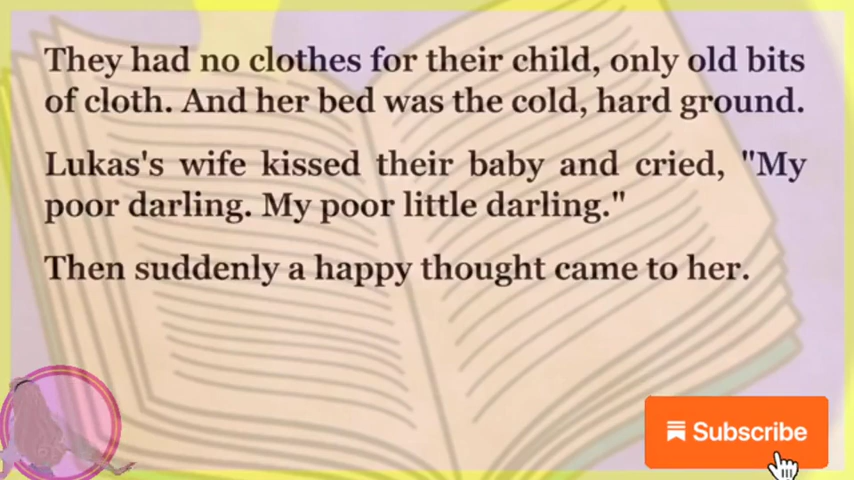 They had no clothes for their child, only old bits
of cloth. And her bed was the cold, hard ground.
Lukas's wife kissed their baby and cried, "My
poor darling. My poor little darling."
Then suddenly a happy thought came to her.
Subscribe